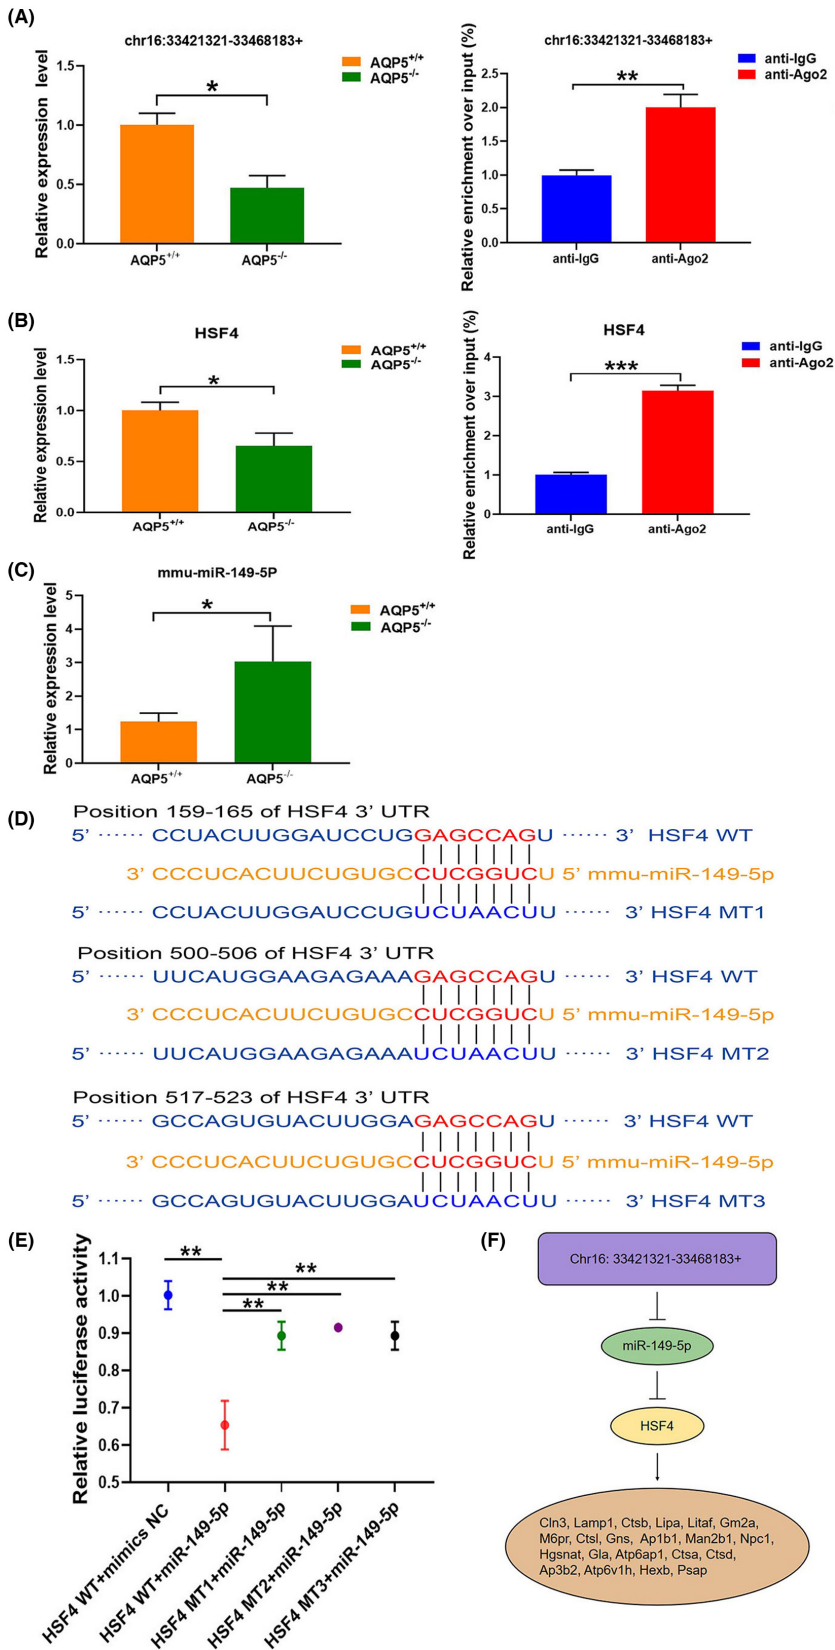 (A)
chr16:33421321-33468183+
AQP5+/+
AQP5-/-
Relative expression level
1.5
1.0
0.5
0.0
*
AQP5+/+
AQP5-/-
chr16:33421321-33468183+
anti-IgG
anti-Ago2
Relative enrichment over input (%)
2.5
2.0
1.5
1.0
0.5
0.0
**
anti-IgG
anti-Ago2
(B)
HSF4
AQP5+/+
AQP5-/-
Relative expression level
1.5
1.0
0.5
0.0
*
AQP5+/+
AQP5-/-
HSF4
anti-IgG
anti-Ago2
Relative enrichment over input (%)
4
3
2
1
0
***
anti-IgG
anti-Ago2
(C)
mmu-miR-149-5P
AQP5+/+
AQP5-/-
Relative expression level
5
4
3
2
1
0
*
AQP5+/+
AQP5-/-
(D)
Position 159-165 of HSF4 3' UTR
5' ······ CCUACUUGGAUCCUGGAGCCAGU ······ 3' HSF4 WT
3' CCCUCACUUCUGUGCCUCGGUCU 5' mmu-miR-149-5p
5' ······ CCUACUUGGAUCCUGUCUAACUU ······ 3' HSF4 MT1
Position 500-506 of HSF4 3' UTR
5' ······ UUCAUGGAAGAGAAAGAGCCAGU ······ 3' HSF4 WT
3' CCCUCACUUCUGUGCCUCGGUCU 5' mmu-miR-149-5p
5' ······ UUCAUGGAAGAGAAAUCUAACUU ······ 3' HSF4 MT2
Position 517-523 of HSF4 3' UTR
5' ······ GCCAGUGUACUUGGAGAGCCAGU ······ 3' HSF4 WT
3' CCCUCACUUCUGUGCCUCGGUCU 5' mmu-miR-149-5p
5' ······ GCCAGUGUACUUGGAUCUAACUU ······ 3' HSF4 MT3
(E)
Relative luciferase activity
1.1
1.0
0.9
0.8
0.7
0.6
0.5
**
**
**
**
HSF4 WT+mimics NC
HSF4 WT+miR-149-5p
HSF4 MT1+miR-149-5p
HSF4 MT2+miR-149-5p
HSF4 MT3+miR-149-5p
(F)
Chr16: 33421321-33468183+
miR-149-5p
HSF4
Cln3, Lamp1, Ctsb, Lipa, Litaf, Gm2a,
M6pr, Ctsl, Gns, Ap1b1, Man2b1, Npc1,
Hgsnat, Gla, Atp6ap1, Ctsa, Ctsd,
Ap3b2, Atp6v1h, Hexb, Psap